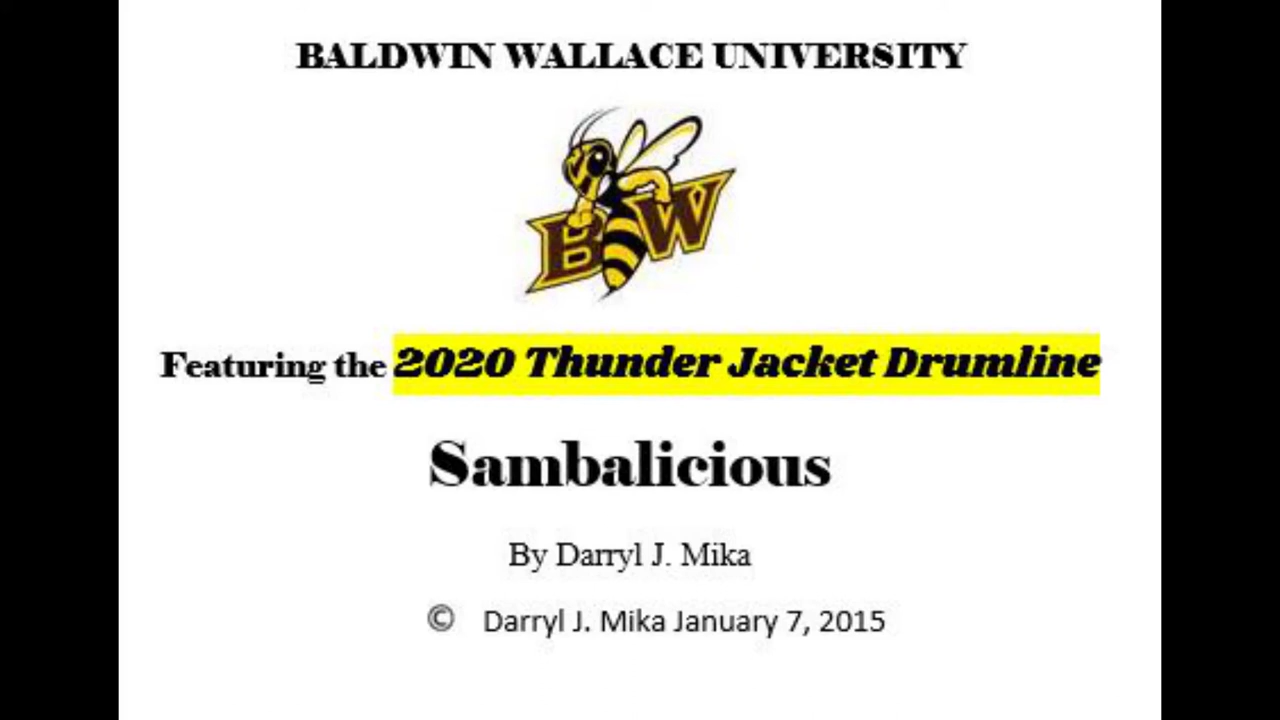 BALDWIN WALLACE UNIVERSITY
BW
Featuring the 2020 Thunder Jacket Drumline
Sambalicious
By Darryl J. Mika
© Darryl J. Mika January 7, 2015